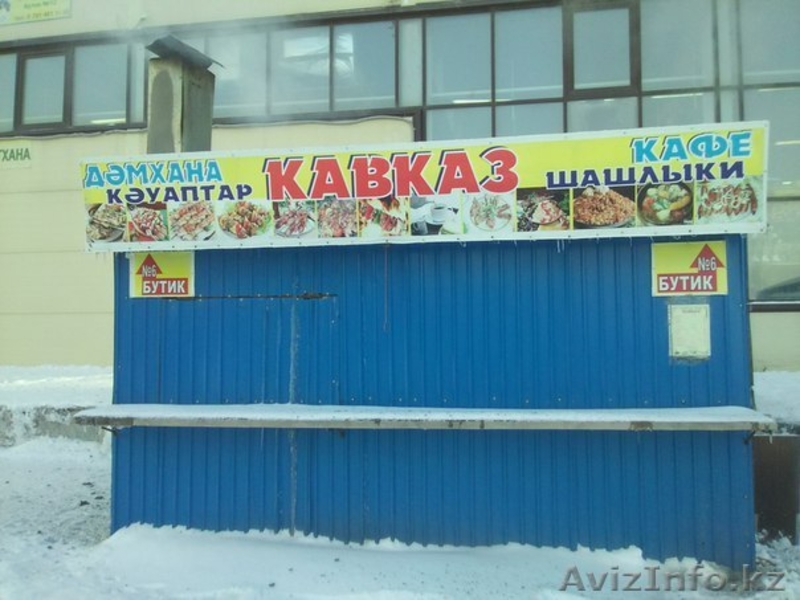 ДӘМХАНА
КӘУАПТАР
КАВКАЗ
КАФЕ
ШАШЛЫКИ
№6
БУТИК
№6
БУТИК
AvizInfo.kz